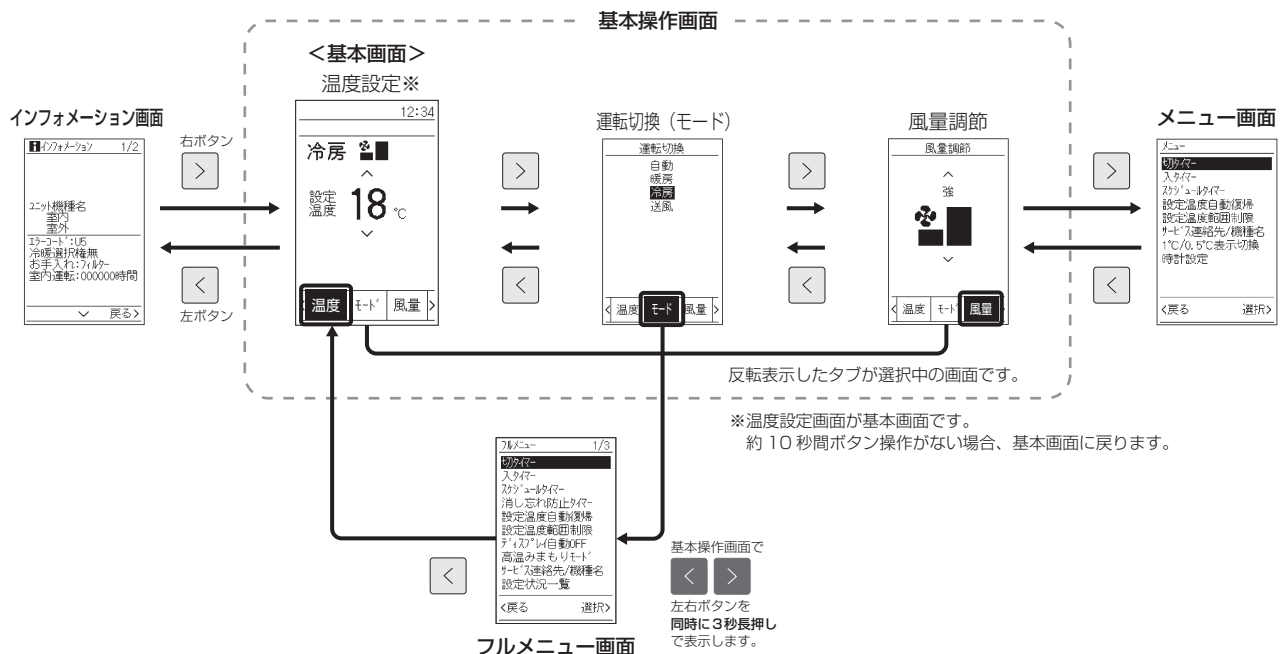 基本操作画面
<基本画面>
温度設定※
12:34
冷房
設定
温度
18℃
温度 モード 風量 >
インフォメーション画面
インフォメーション 1/2
ユニット機種名
室内
室外
エラーコード:U5
冷暖選択権無
お手入れ:フィルター
室内運転:000000時間
戻る>
右ボタン
>
<
左ボタン
>
<
運転切換(モード)
運転切換
自動
暖房
冷房
送風
< 温度 モード 風量 >
>
<
風量調節
風量調節
強
< 温度 モード 風量
>
<
メニュー画面
メニュー
切タイマー
入タイマー
スケジュールタイマー
設定温度自動復帰
設定温度範囲制限
サービス連絡先/機種名
1℃/0.5℃表示切換
時計設定
<戻る 選択>
反転表示したタブが選択中の画面です。
※温度設定画面が基本画面です。
約 10 秒間ボタン操作がない場合、基本画面に戻ります。
フルメニュー 1/3
切タイマー
入タイマー
スケジュールタイマー
消し忘れ防止タイマー
設定温度自動復帰
設定温度範囲制限
ディスプレイ自動OFF
高温みまもりモード
サービス連絡先/機種名
設定状況一覧
<戻る 選択>
フルメニュー画面
<
基本操作画面で
< >
左右ボタンを
同時に3秒長押し
で表示します。